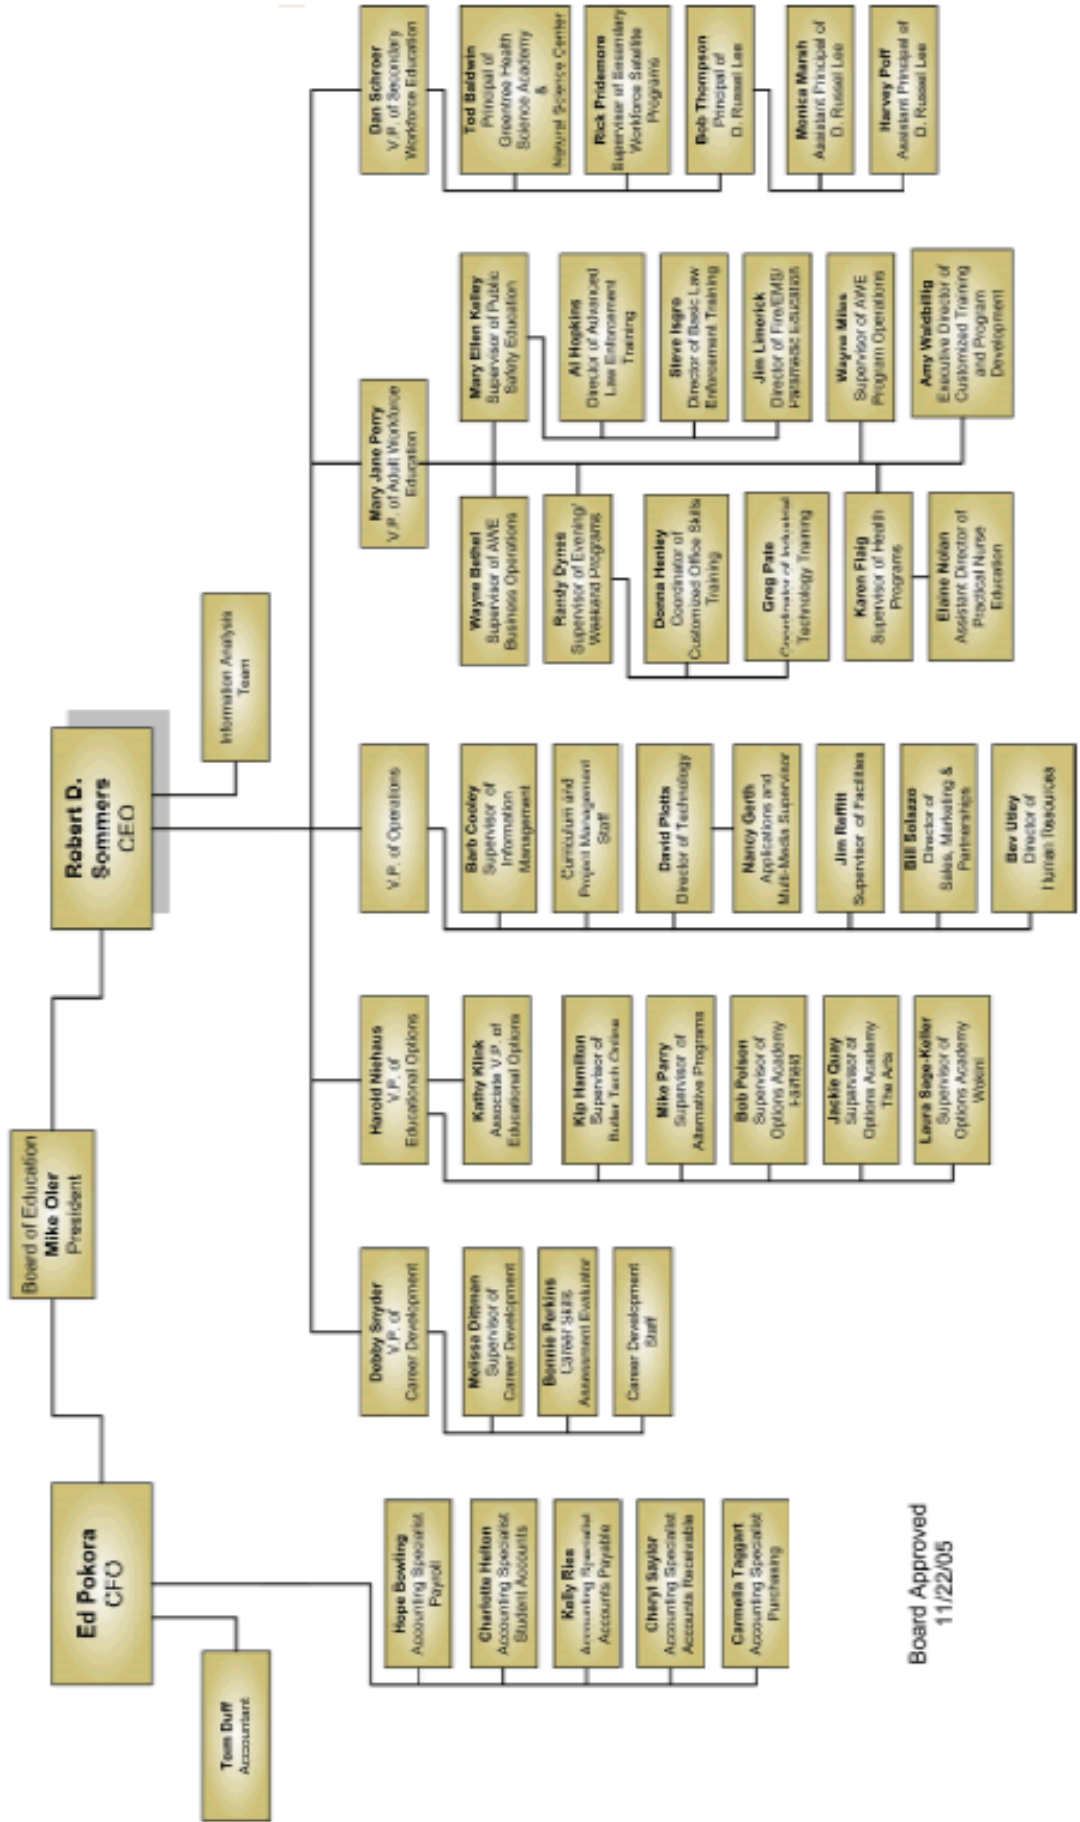 Board of Education
Mike Oler
President
Ed Pokora
CFO
Robert D.
Sommers
CEO
Tom Duff
Accountant
Information Analysis
Team
Hope Bowling
Accounting Specialist
Payroll
Charlotte Helton
Accounting Specialist
Student Accounts
Kelly Ries
Accounting Specialist
Accounts Payable
Cheryl Saylor
Accounting Specialist
Accounts Receivable
Carmella Taggart
Accounting Specialist
Purchasing
Debby Snyder
V.P. of
Career Development
Melissa Dittman
Supervisor of
Career Development
Bonnie Perkins
Career Skills
Assessment Evaluator
Career Development
Staff
Harold Niehaus
V.P. of
Educational Options
Kathy Klink
Associate V.P. of
Educational Options
Kip Hamilton
Supervisor of
Butler Tech Online
Mike Parry
Supervisor of
Alternative Programs
Bob Polson
Supervisor of
Options Academy
Fairfield
Jackie Quay
Supervisor of
Options Academy
The Arts
Laura Sage-Keller
Supervisor of
Options Academy
V.P. of Operations
Barb Cooley
Supervisor of
Information
Management
Curriculum and
Project Management
Staff
David Plotts
Director of Technology
Nancy Gerth
Applications and
Multi-Media Supervisor
Jim Reffitt
Supervisor of Facilities
Bill Solazzo
Director of
Sales, Marketing &
Partnerships
Bev Utley
Director of
Human Resources
Mary Jane Perry
V.P. of Adult Workforce
Education
Wayne Bethel
Supervisor of AWE
Business Operations
Randy Dynes
Supervisor of Evening/
Weekend Programs
Donna Henley
Coordinator of
Customized Office Skills
Training
Greg Pate
Coordinator of Industrial
Technology Training
Karen Flaig
Supervisor of Health
Programs
Elaine Nolan
Assistant Director of
Practical Nurse
Education
Mary Ellen Kelley
Supervisor of Public
Safety Education
Al Hopkins
Director of Advanced
Law Enforcement
Training
Steve Isgro
Director of Basic Law
Enforcement Training
Jim Limerick
Director of Fire/EMS/
Paramedic Education
Wayne Miles
Supervisor of AWE
Program Operations
Amy Waldbillig
Executive Director of
Customized Training
and Program
Development
Dan Schroer
V.P. of Secondary
Workforce Education
Tod Baldwin
Principal of
Greentree Health
Science Academy
&
Natural Science Center
Rick Pridemore
Supervisor of Secondary
Workforce Satellite
Programs
Bob Thompson
Principal of
D. Russel Lee
Monica Marsh
Assistant Principal of
D. Russel Lee
Harvey Poff
Assistant Principal of
D. Russel Lee
Board Approved
11/22/05